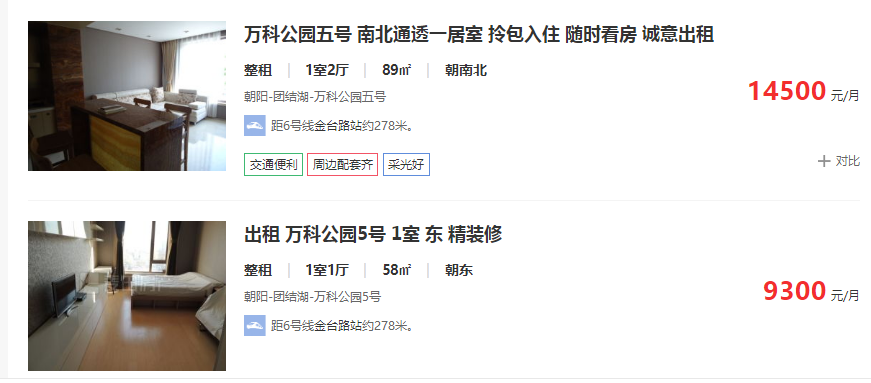 万科公园五号 南北通透一居室 拎包入住 随时看房 诚意出租
整租 | 1室2厅 | 89㎡ | 朝南北
朝阳-团结湖-万科公园五号
14500 元/月
距6号线金台路站约278米。
交通便利 周边配套齐 采光好
+ 对比
出租 万科公园5号 1室 东 精装修
整租 | 1室1厅 | 58㎡ | 朝东
朝阳-团结湖-万科公园5号
9300 元/月
距6号线金台路站约278米。